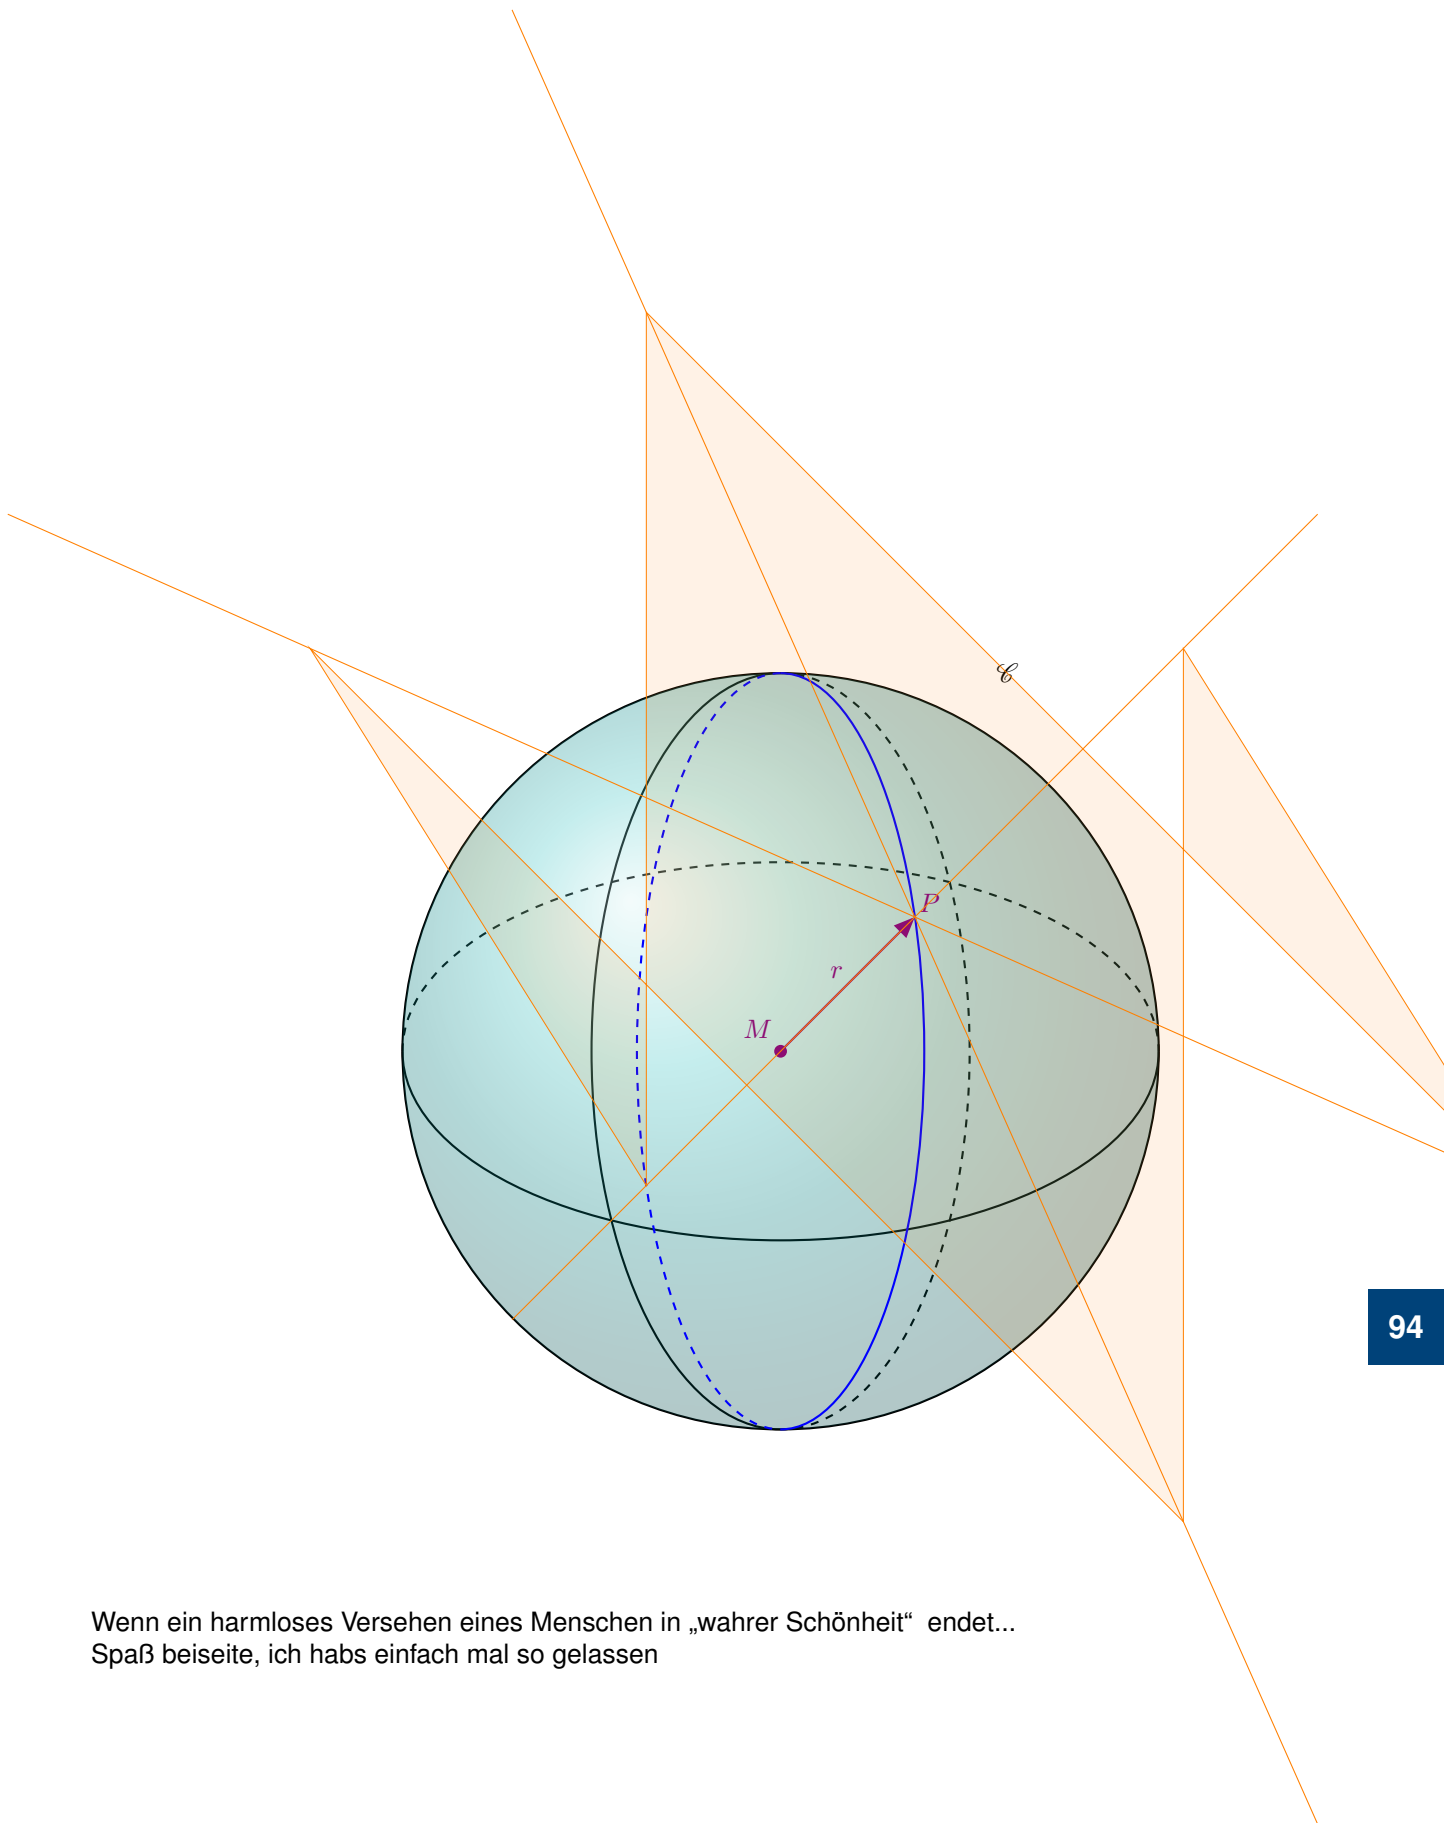 𝒞
P
r
M
94
Wenn ein harmloses Versehen eines Menschen in „wahrer Schönheit“ endet...
Spaß beiseite, ich habs einfach mal so gelassen